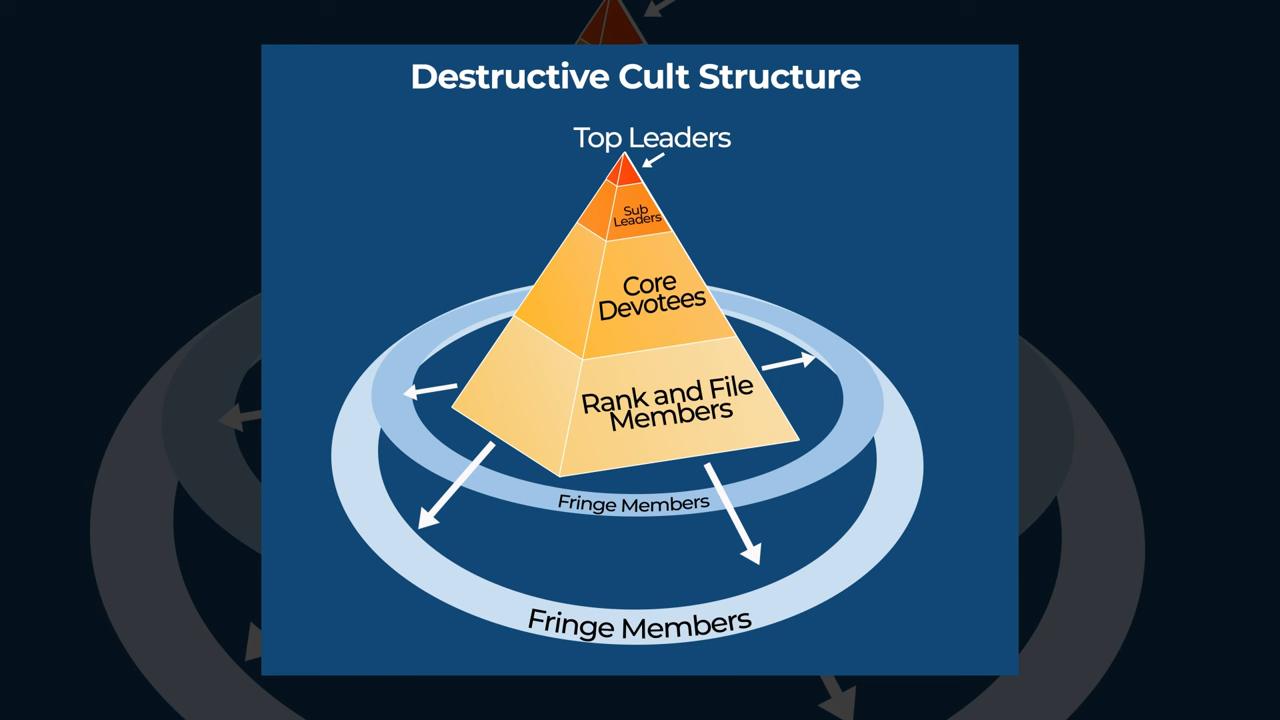 Destructive Cult Structure
Top Leaders
Sub
Leaders
Core
Devotees
Rank and File
Members
Fringe Members
Fringe Members